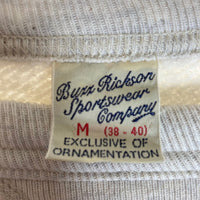 Buzz Rickson
Sportswear
Company
M (38 - 40)
EXCLUSIVE OF
ORNAMENTATION